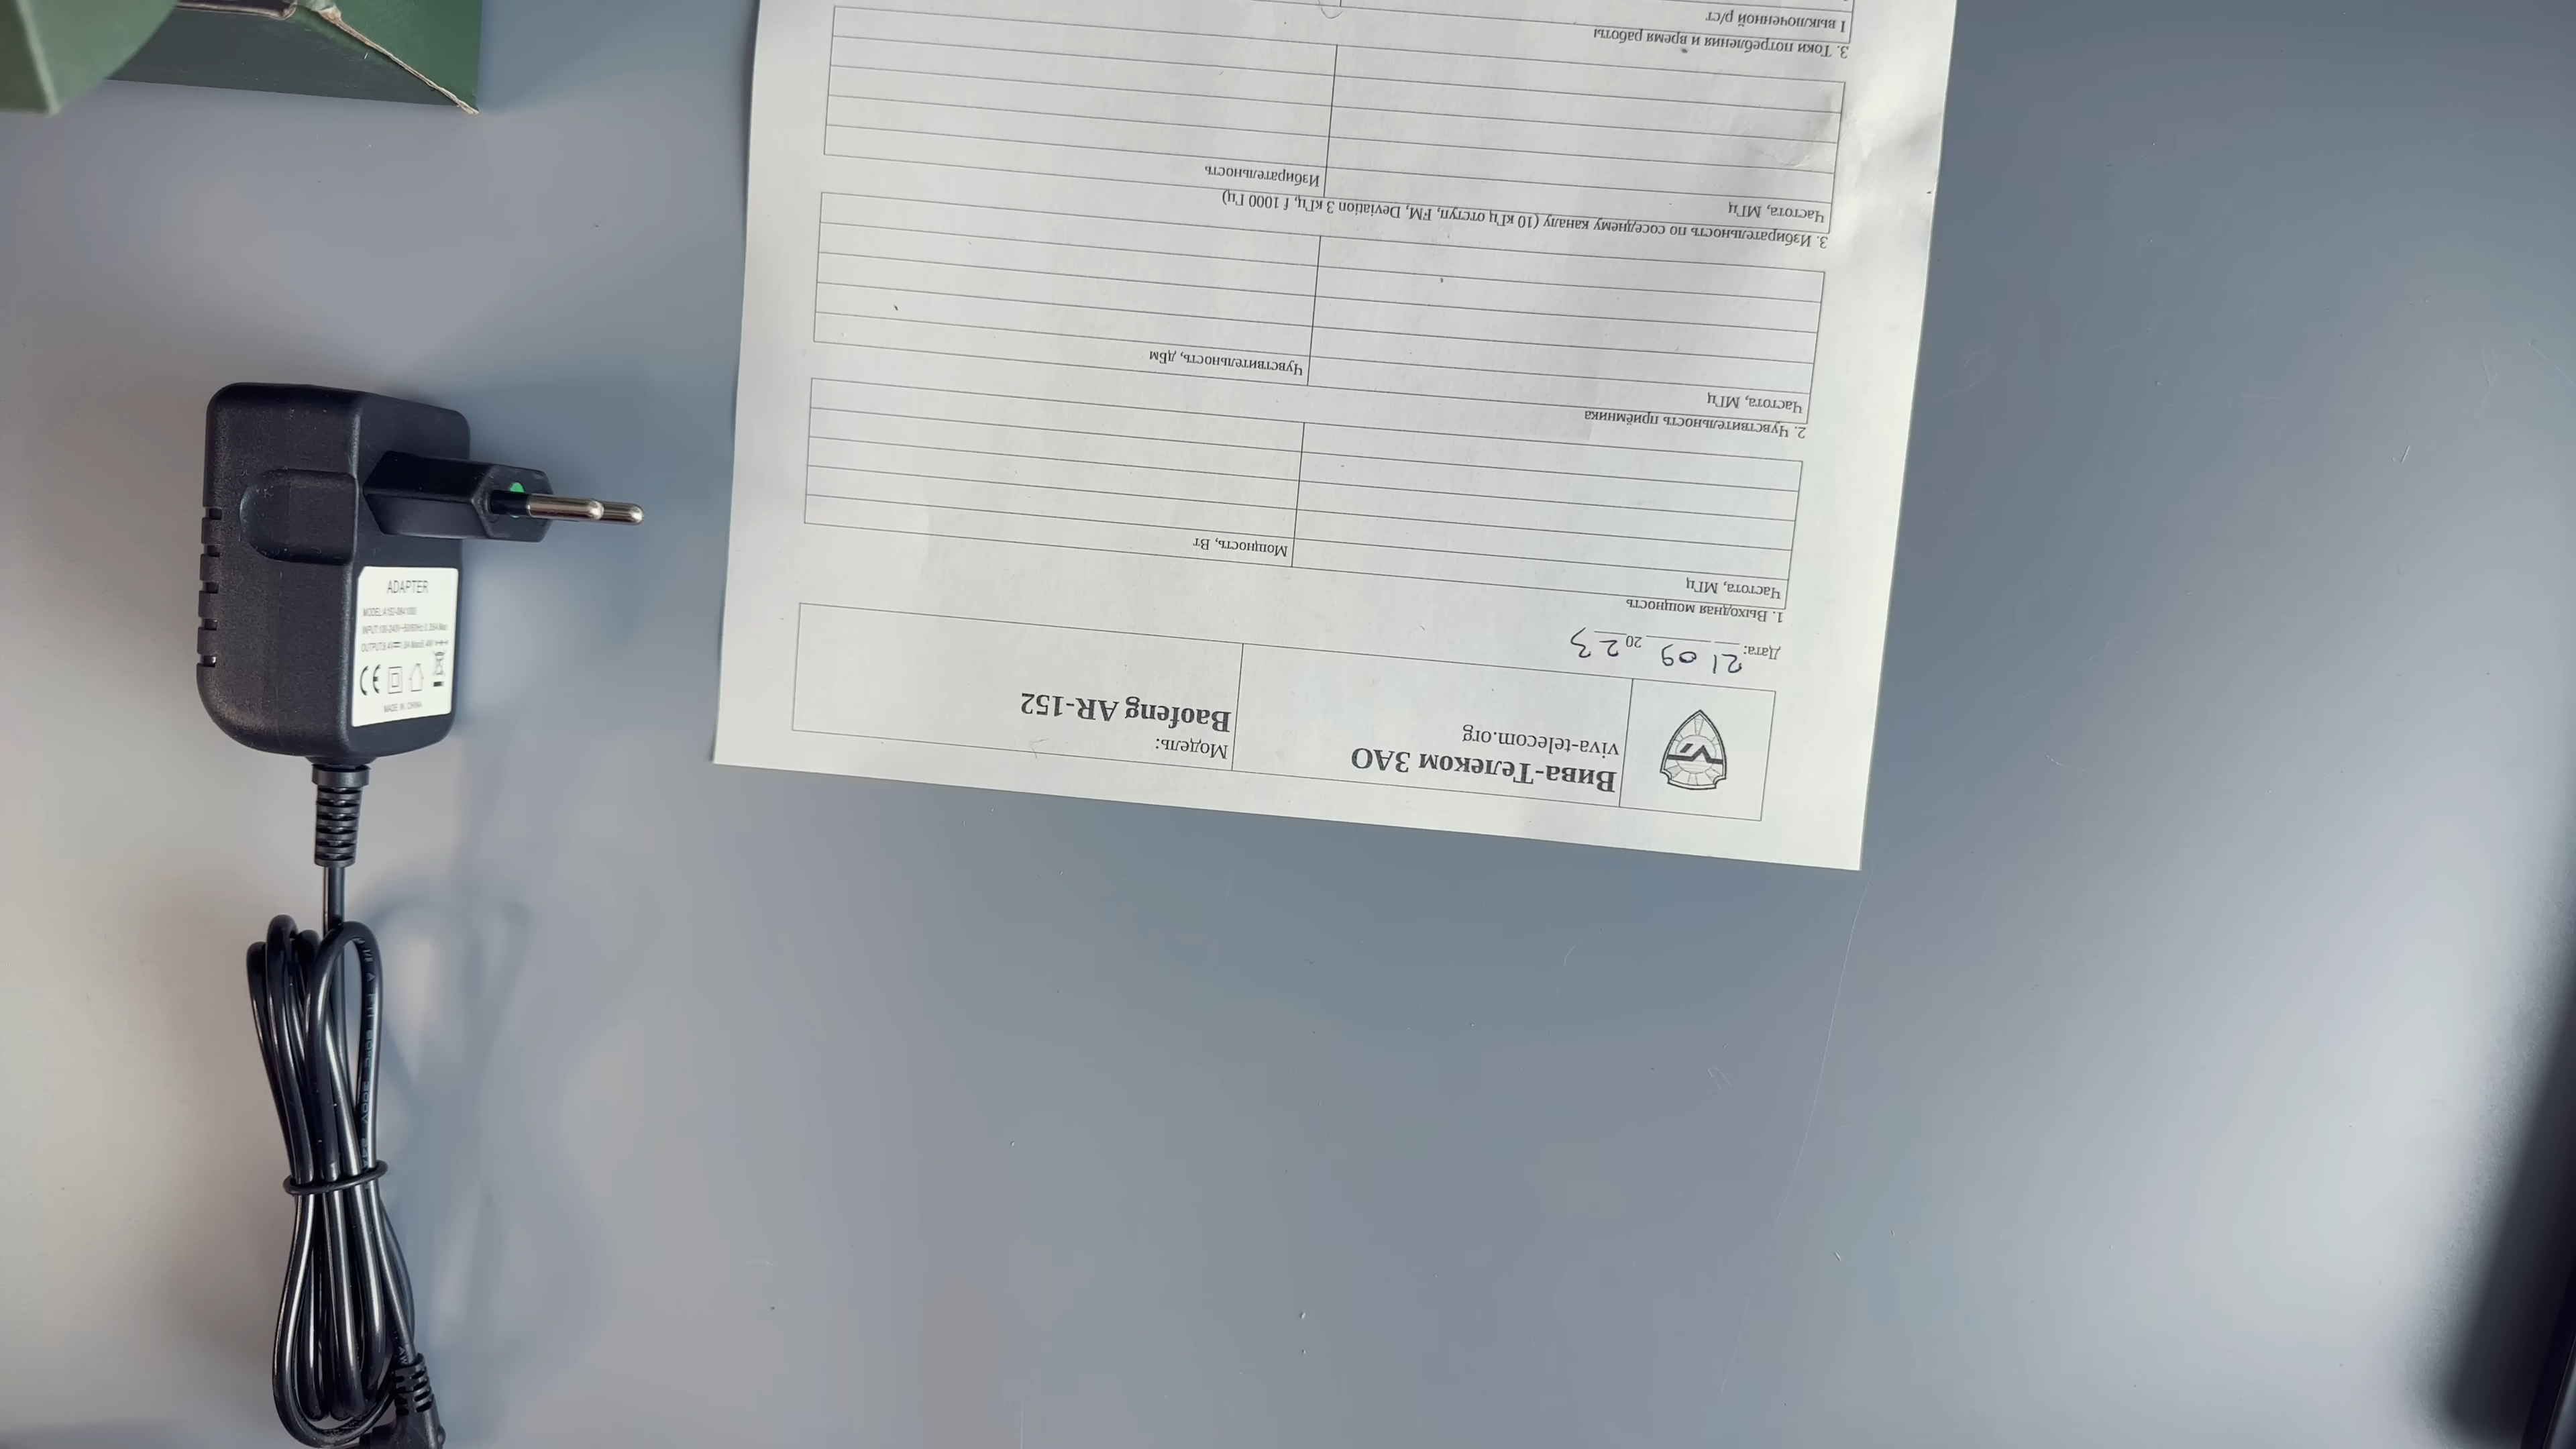 Вива-Телеком ЗАО
viva-telecom.org
Модель:
Baofeng AR-152
Дата: 21 09 2023
1. Выходная мощность
Частота, МГц
Мощность, Вт
2. Чувствительность приёмника
Частота, МГц
Чувствительность, дБм
3. Избирательность по соседнему каналу (10 кГц отступ, FM, Deviation 3 кГц, f 1000 Гц)
Частота, МГц
Избирательность
3. Токи потребления и время работы
I выключенной р/ст
ADAPTER
MADE IN CHINA